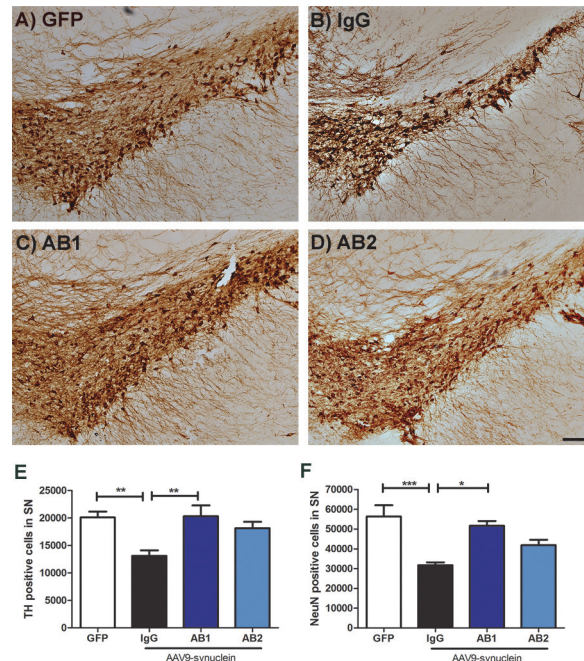 A) GFP
B) IgG
C) AB1
D) AB2
E
F
** **
*** *
TH positive cells in SN
25000
20000
15000
10000
5000
0
GFP IgG AB1 AB2
AAV9-synuclein
NeuN positive cells in SN
70000
60000
50000
40000
30000
20000
10000
0
GFP IgG AB1 AB2
AAV9-synuclein